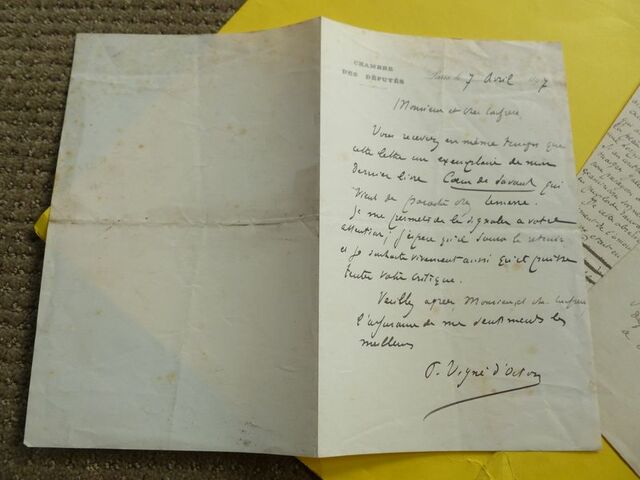 CHAMBRE
DES DÉPUTÉS
Paris le 7 Avril 1897
Monsieur et cher Confrère,
Vous recevrez en même temps que
cette lettre un exemplaire de mon
dernier livre Cœur de Savant qui
vient de paraître chez Lemerre.
Je me permets de le signaler à votre
attention, j'espère qu'il saura la retenir
et je souhaite vivement aussi qu'il puisse
tenter votre critique.
Veuillez agréer, Monsieur et cher Confrère
l'assurance de mes sentiments les
meilleurs
P. Vigné d'Octon